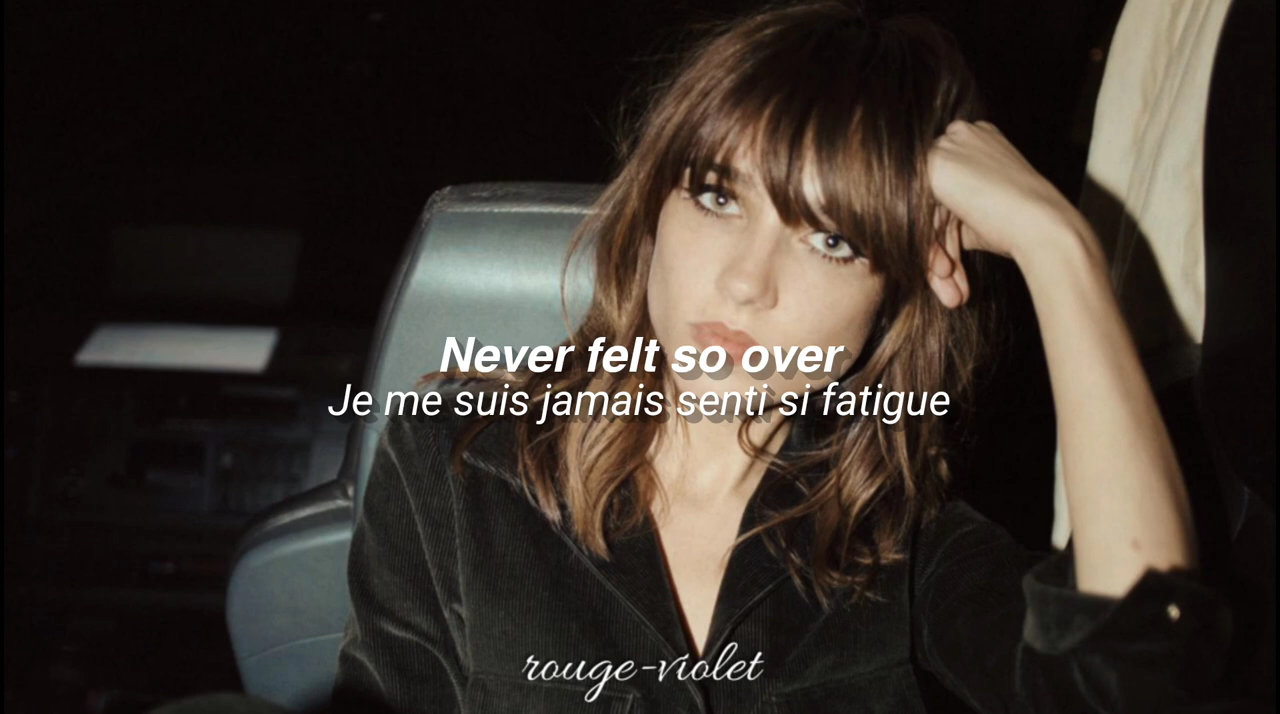 Never felt so over
Je me suis jamais senti si fatigue
rouge-violet